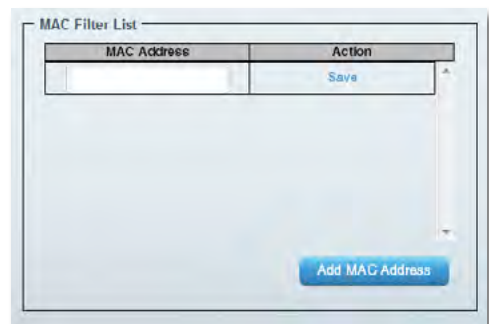 MAC Filter List
MAC Address Action
Save
Add MAC Address